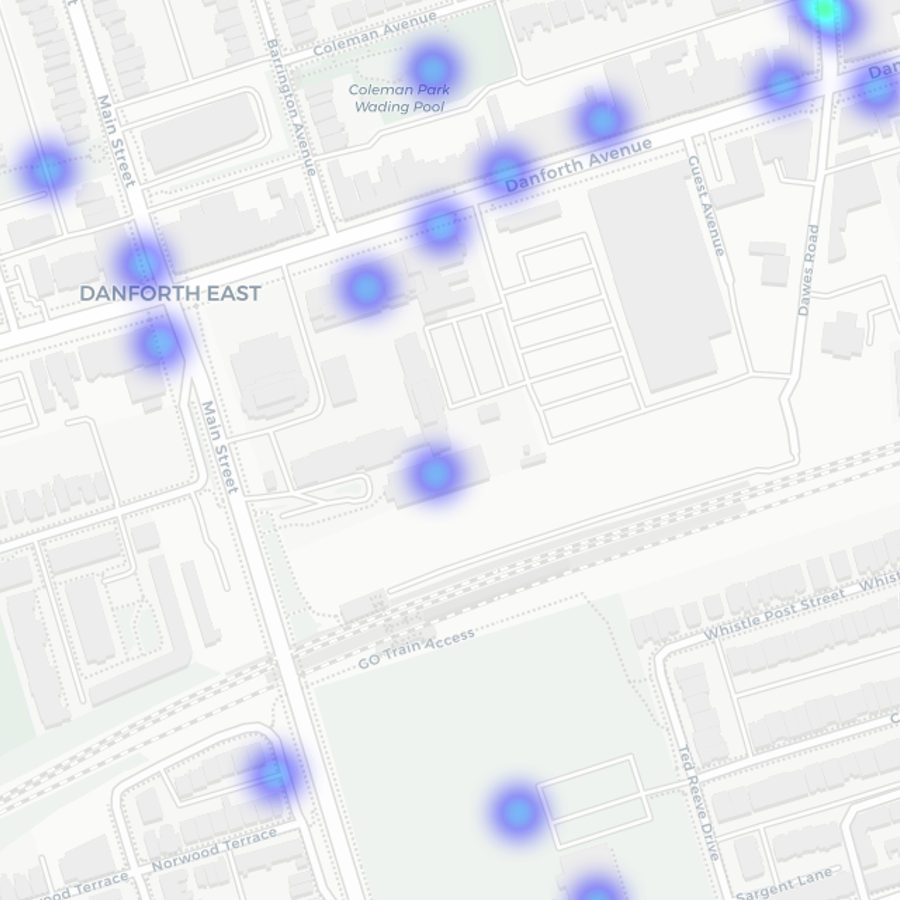 Coleman Avenue
Barrington Avenue
Main Street
Coleman Park
Wading Pool
Danforth Avenue
Guest Avenue
Dawes Road
DANFORTH EAST
Main Street
GO Train Access
Whistle Post Street
Ted Reeve Drive
Norwood Terrace
Sargent Lane